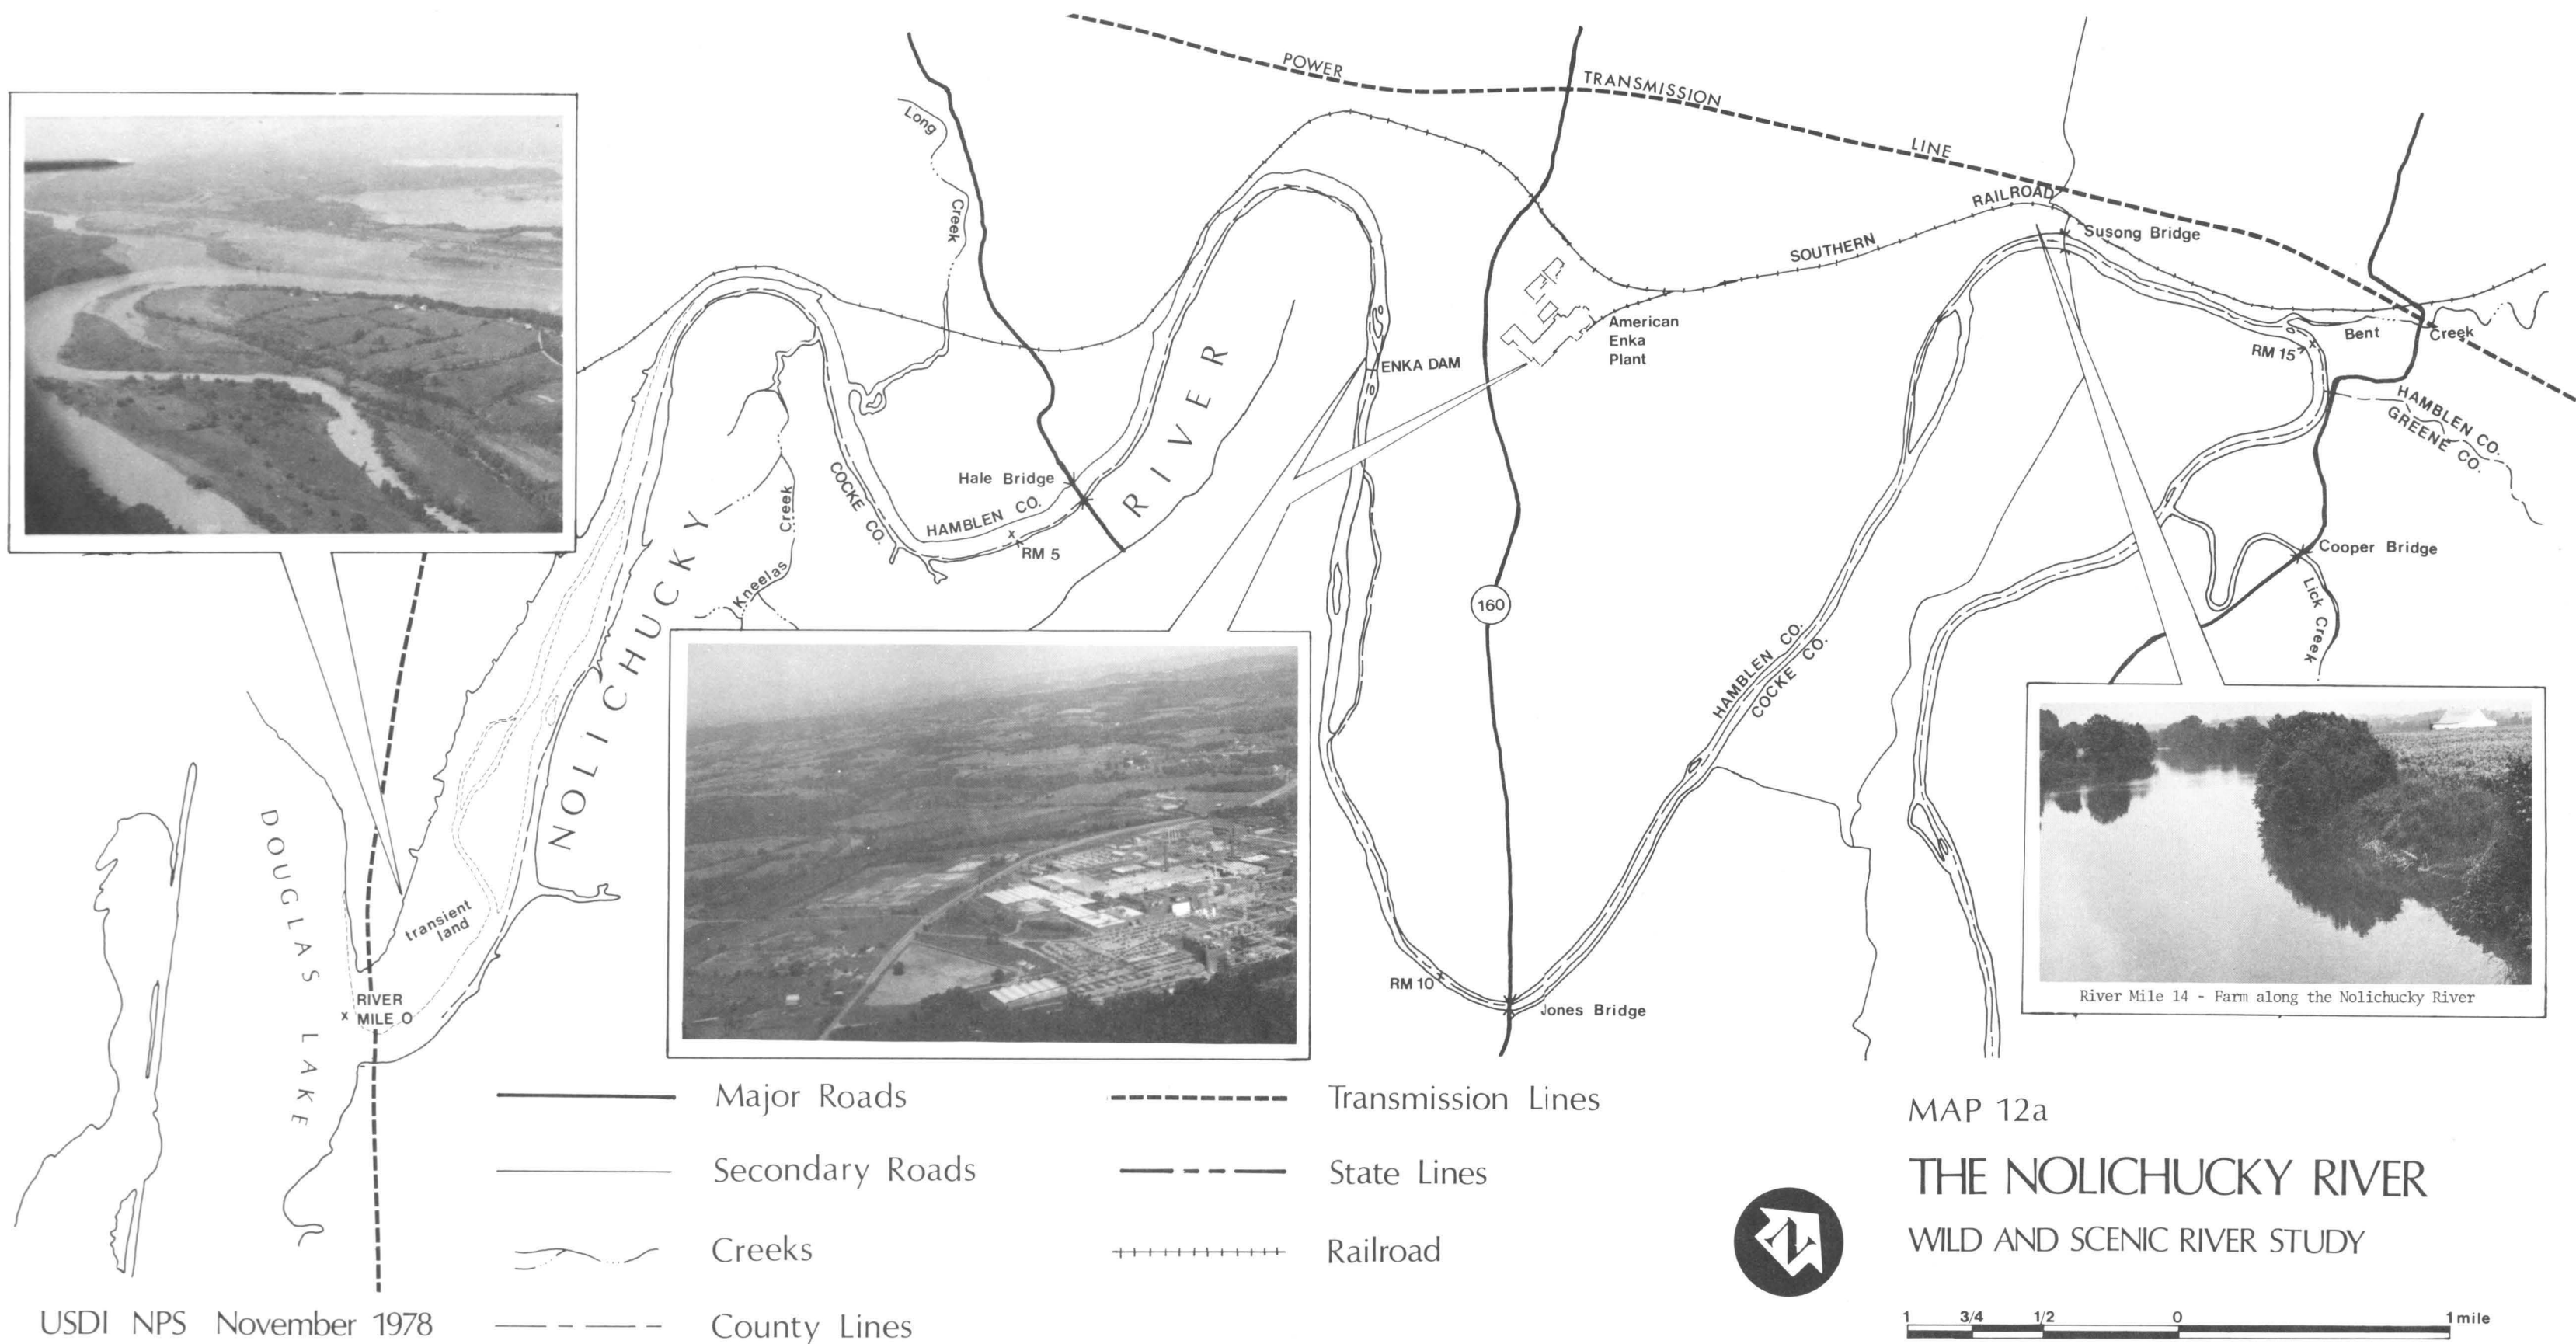 POWER TRANSMISSION LINE
Long Creek
RAILROAD
SOUTHERN
Susong Bridge
American
Enka
Plant
ENKA DAM
Bent Creek
RM 15
HAMBLEN CO.
GREENE CO.
RIVER
Hale Bridge
COCKE CO.
HAMBLEN CO.
RM 5
Creek
Kneelas
NOLICHUCKY
Cooper Bridge
Lick Creek
160
HAMBLEN CO.
COCKE CO.
DOUGLAS LAKE
transient
land
RIVER
x MILE O
RM 10
Jones Bridge
River Mile 14 - Farm along the Nolichucky River
Major Roads
Secondary Roads
Creeks
County Lines
Transmission Lines
State Lines
Railroad
MAP 12a
THE NOLICHUCKY RIVER
WILD AND SCENIC RIVER STUDY
N
1 3/4 1/2 0 1 mile
USDI NPS November 1978